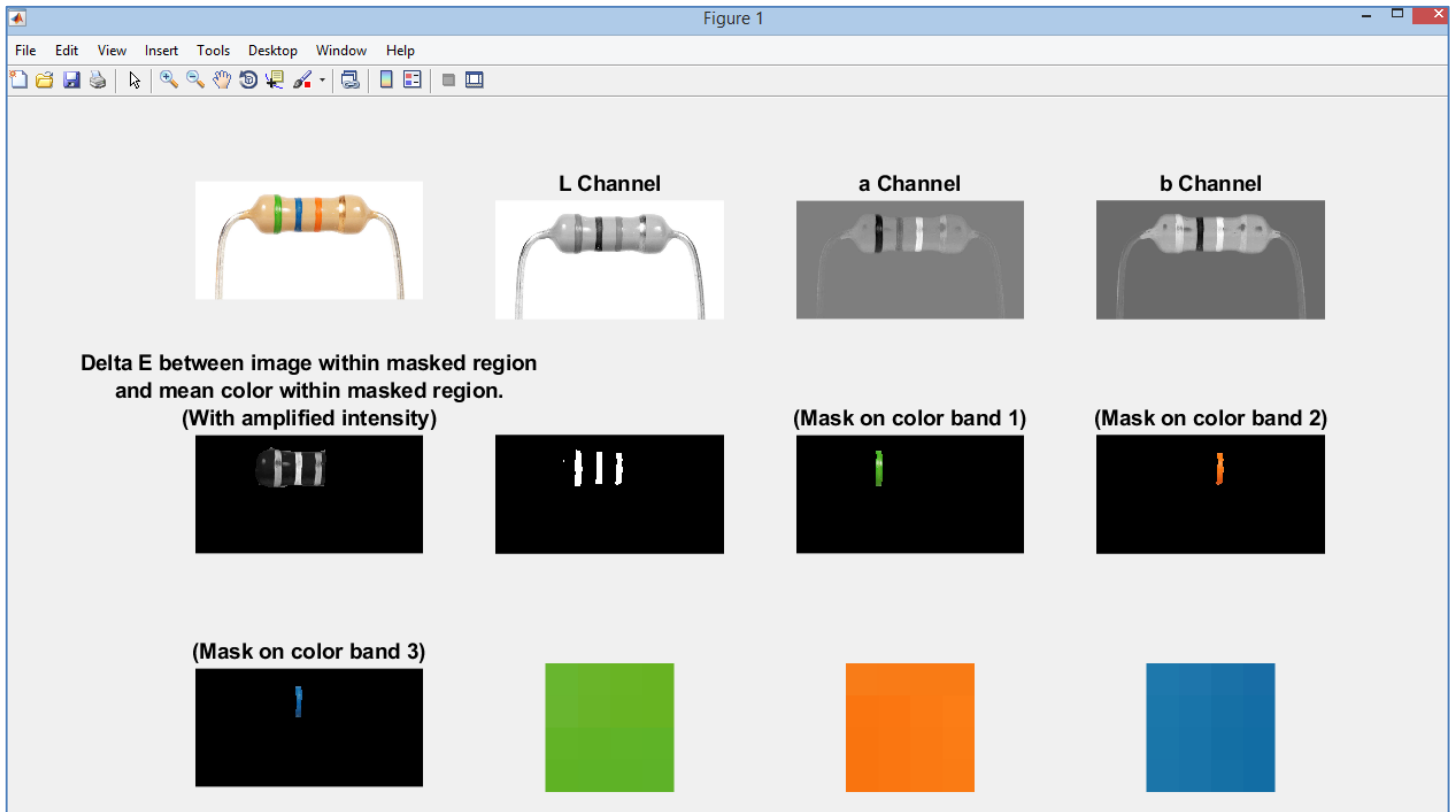 Figure 1
File Edit View Insert Tools Desktop Window Help
L Channel
a Channel
b Channel
Delta E between image within masked region
and mean color within masked region.
(With amplified intensity)
(Mask on color band 1)
(Mask on color band 2)
(Mask on color band 3)